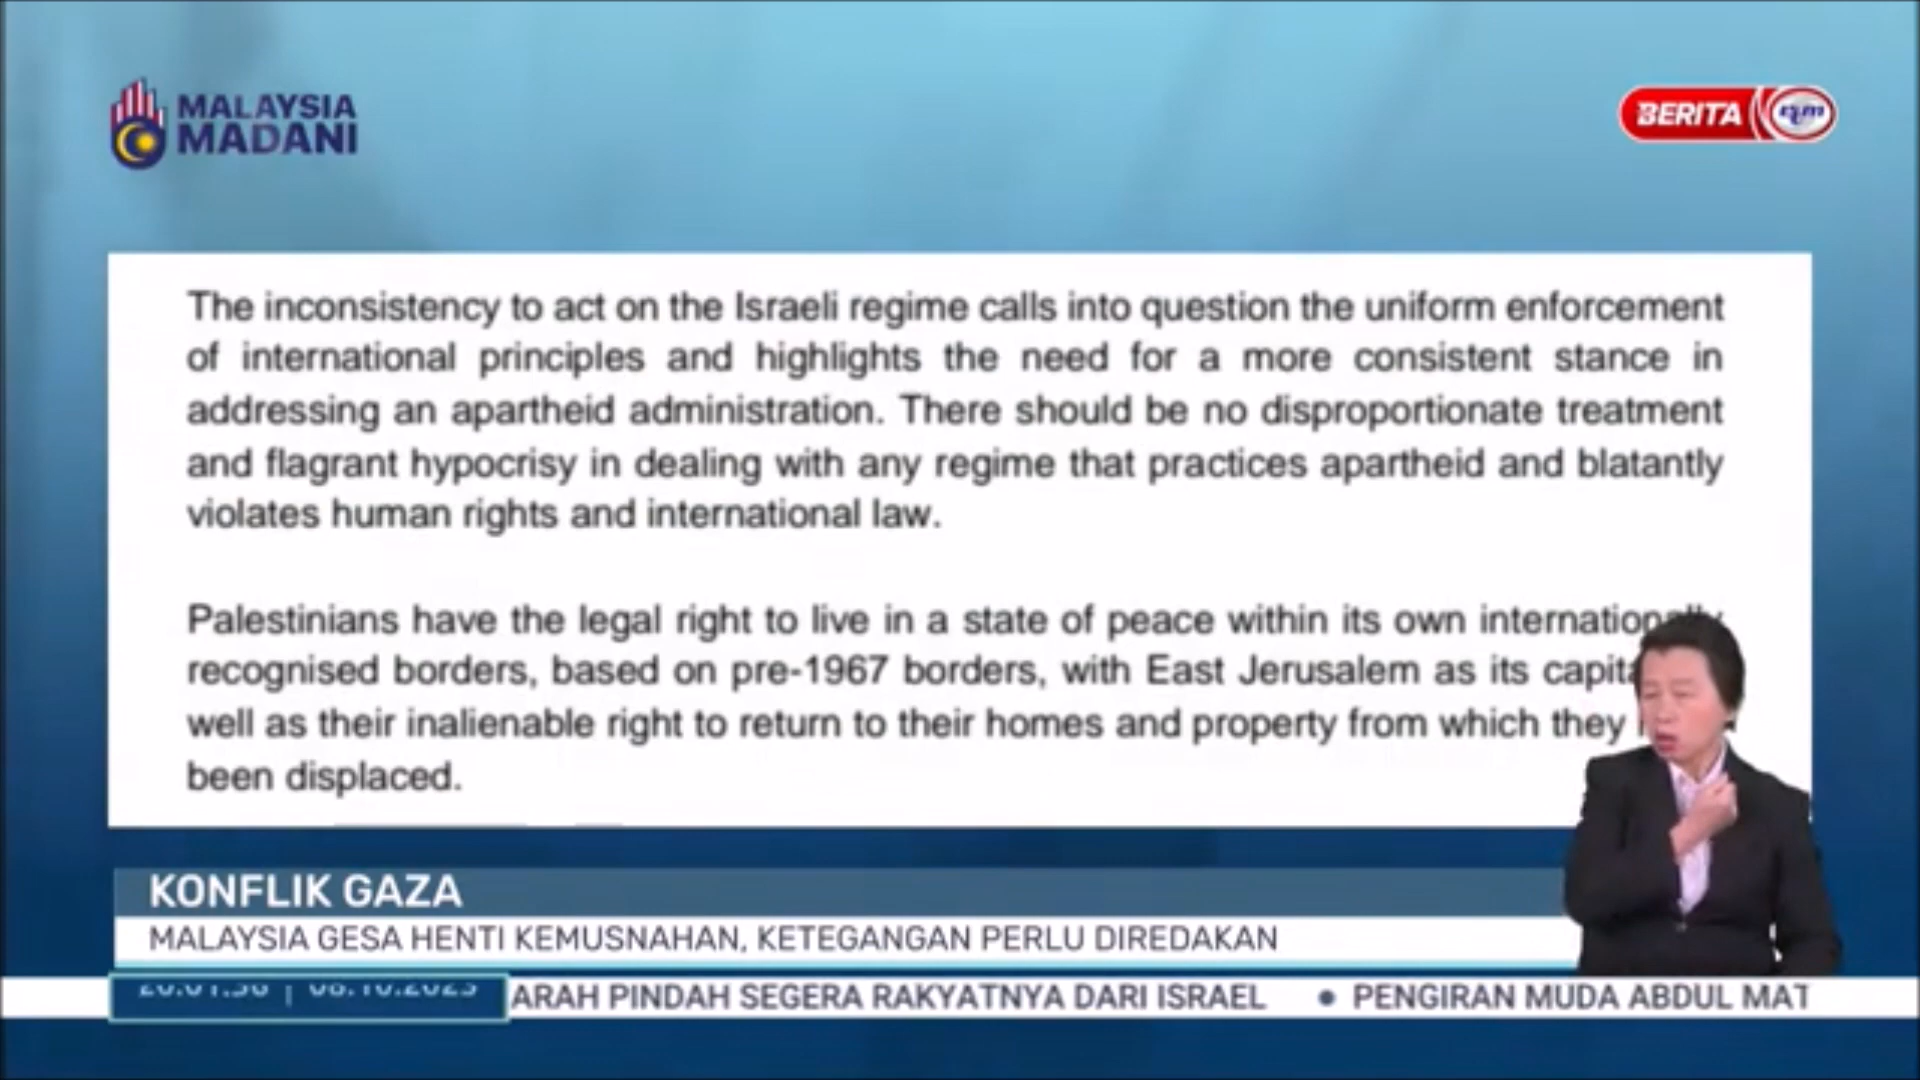 MALAYSIA
MADANI
BERITA rtm
The inconsistency to act on the Israeli regime calls into question the uniform enforcement
of international principles and highlights the need for a more consistent stance in
addressing an apartheid administration. There should be no disproportionate treatment
and flagrant hypocrisy in dealing with any regime that practices apartheid and blatantly
violates human rights and international law.
Palestinians have the legal right to live in a state of peace within its own internationally
recognised borders, based on pre-1967 borders, with East Jerusalem as its capita
well as their inalienable right to return to their homes and property from which they
been displaced.
KONFLIK GAZA
MALAYSIA GESA HENTI KEMUSNAHAN, KETEGANGAN PERLU DIREDAKAN
ARAH PINDAH SEGERA RAKYATNYA DARI ISRAEL • PENGIRAN MUDA ABDUL MAT